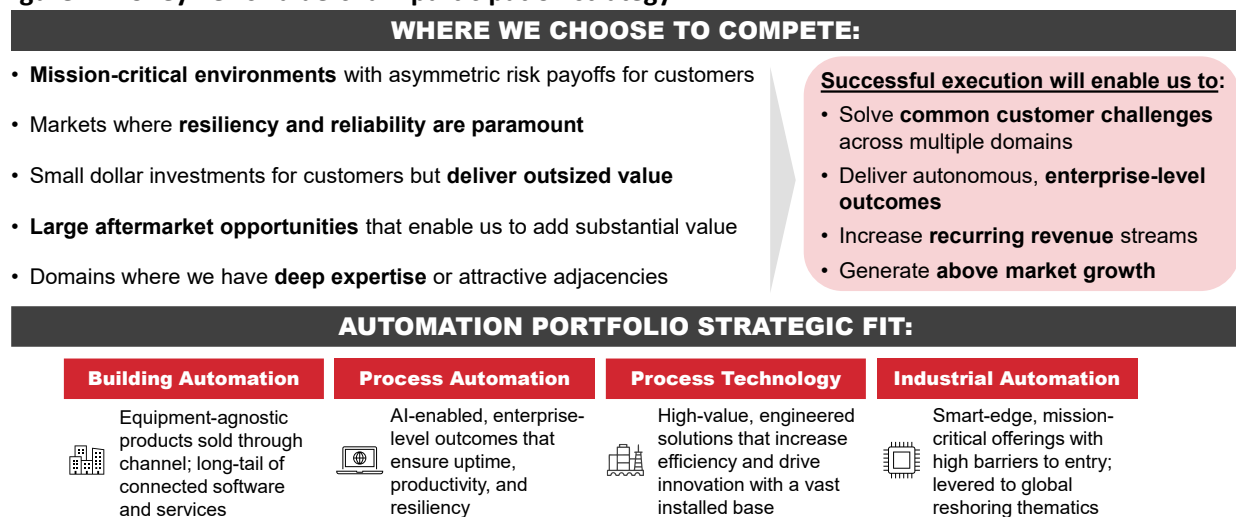 WHERE WE CHOOSE TO COMPETE:
• Mission-critical environments with asymmetric risk payoffs for customers
• Markets where resiliency and reliability are paramount
• Small dollar investments for customers but deliver outsized value
• Large aftermarket opportunities that enable us to add substantial value
• Domains where we have deep expertise or attractive adjacencies
Successful execution will enable us to:
• Solve common customer challenges
across multiple domains
• Deliver autonomous, enterprise-level
outcomes
• Increase recurring revenue streams
• Generate above market growth
AUTOMATION PORTFOLIO STRATEGIC FIT:
Building Automation
Equipment-agnostic
products sold through
channel; long-tail of
connected software
and services
Process Automation
AI-enabled, enterprise-
level outcomes that
ensure uptime,
productivity, and
resiliency
Process Technology
High-value, engineered
solutions that increase
efficiency and drive
innovation with a vast
installed base
Industrial Automation
Smart-edge, mission-
critical offerings with
high barriers to entry;
levered to global
reshoring thematics